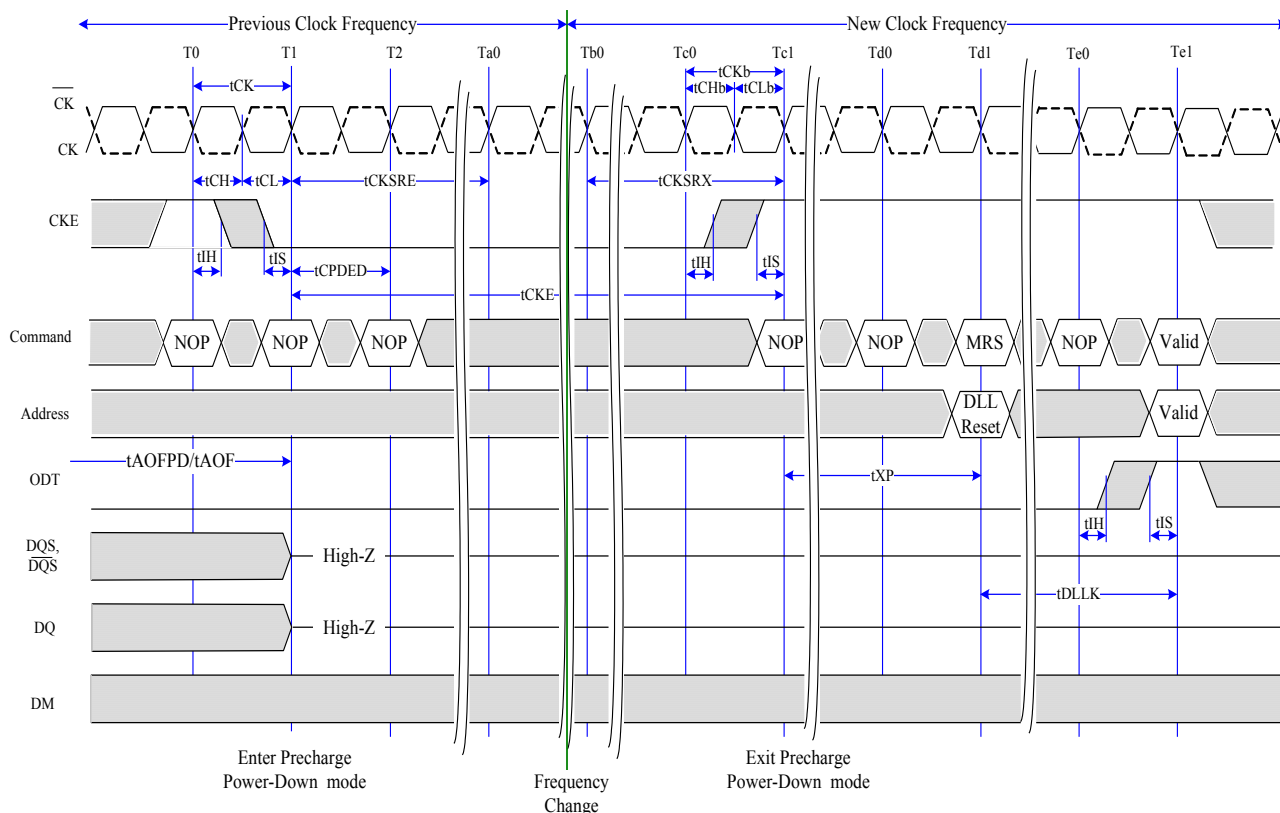 Previous Clock Frequency New Clock Frequency
T0 T1 T2 Ta0 Tb0 Tc0 Tc1 Td0 Td1 Te0 Te1
tCK tCKb
tCHb tCLb
CK
CK
tCH tCL tCKSRE tCKSRX
CKE
tIH tIS tCPDED tIH tIS
tCKE
Command NOP NOP NOP NOP NOP MRS NOP Valid
Address DLL Reset Valid
tAOFPD/tAOF
ODT tXP
tIH tIS
DQS,
DQS High-Z
tDLLK
DQ High-Z
DM
Enter Precharge
Power-Down mode
Frequency
Change
Exit Precharge
Power-Down mode